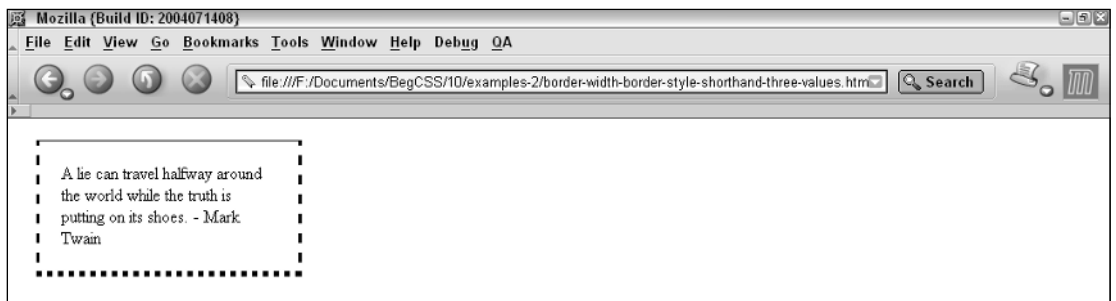 Mozilla {Build ID: 2004071408}
File Edit View Go Bookmarks Tools Window Help Debug QA
file:///F:/Documents/BegCSS/10/examples-2/border-width-border-style-shorthand-three-values.htm Search
A lie can travel halfway around
the world while the truth is
putting on its shoes. - Mark
Twain